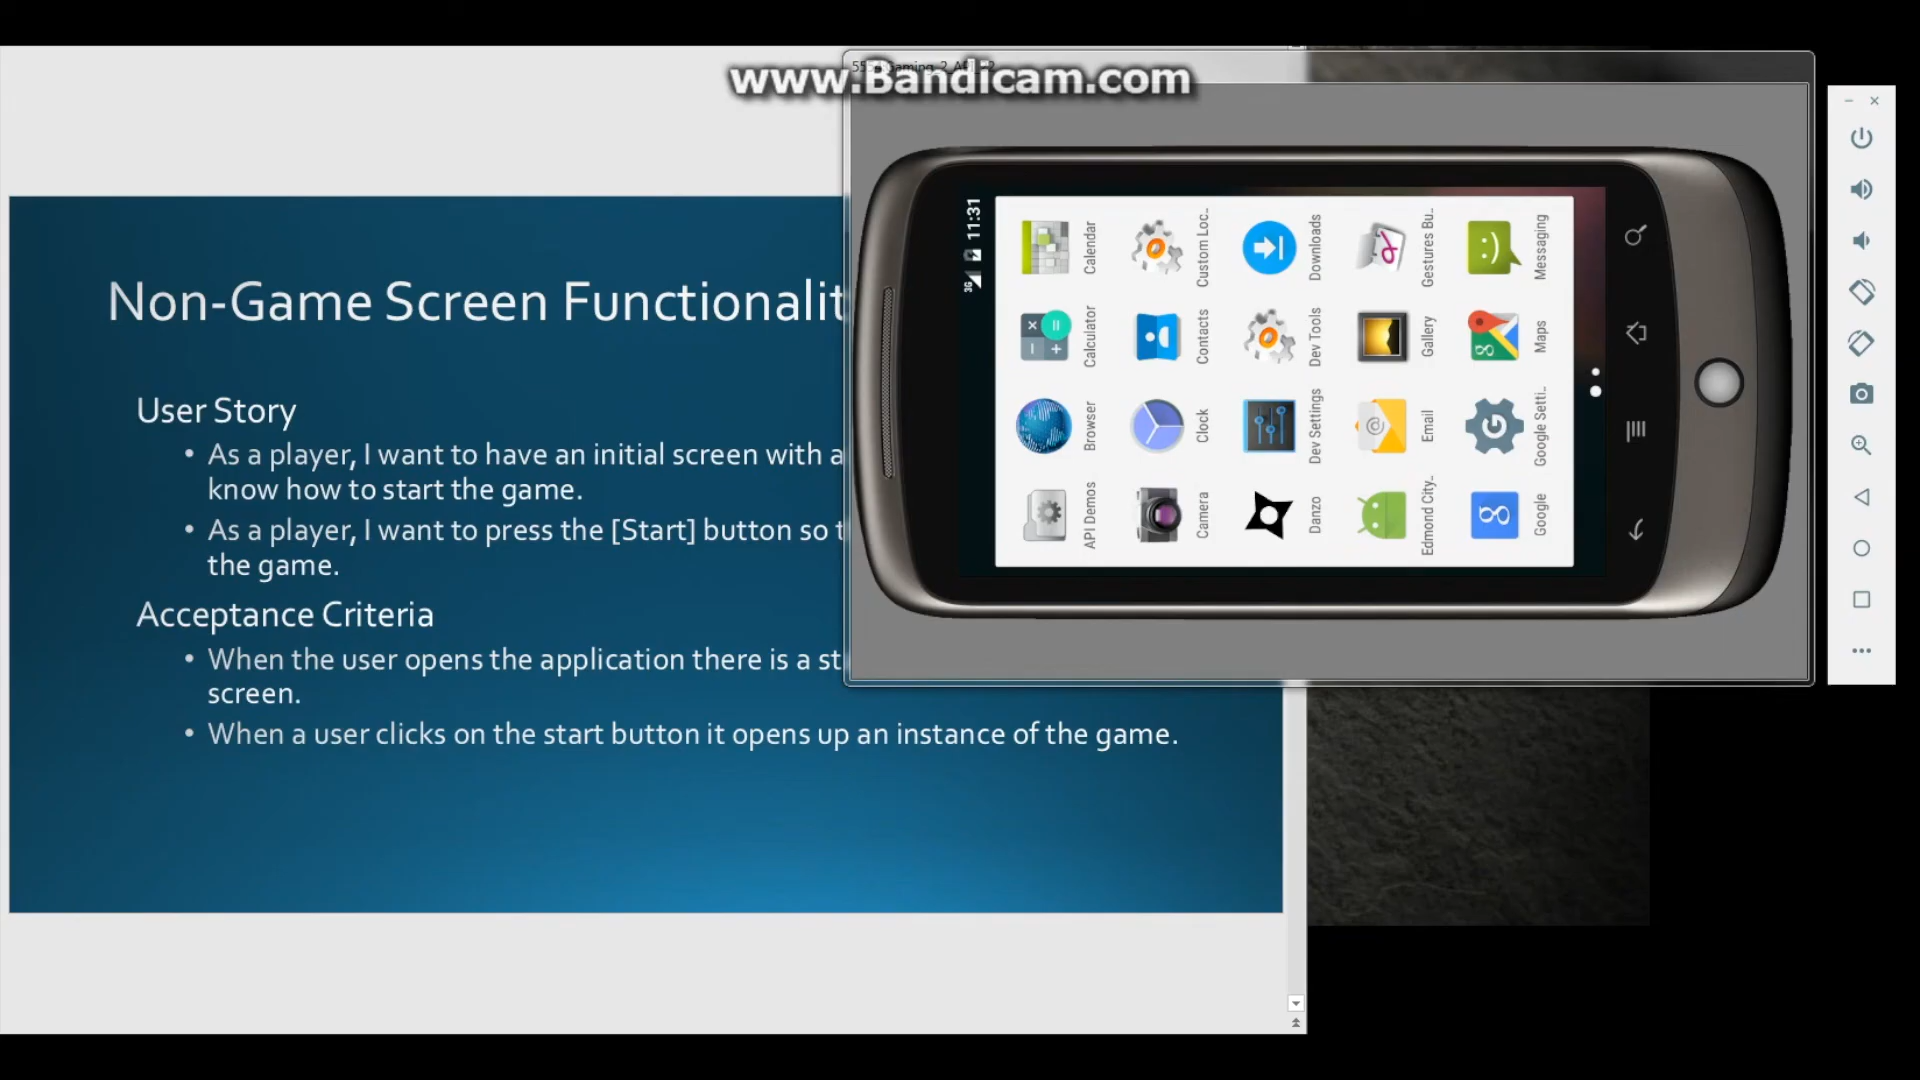 www.Bandicam.com
Non-Game Screen Functionalit
User Story
• As a player, I want to have an initial screen with a
know how to start the game.
• As a player, I want to press the [Start] button so t
the game.
Acceptance Criteria
• When the user opens the application there is a st
screen.
• When a user clicks on the start button it opens up an instance of the game.
3G 11:31
API Demos
Browser
Calculator
Calendar
Camera
Clock
Contacts
Custom Loc..
Danzo
Dev Settings
Dev Tools
Downloads
Edmond City..
Email
Gallery
Gestures Bu..
Google
Google Setti..
Maps
Messaging